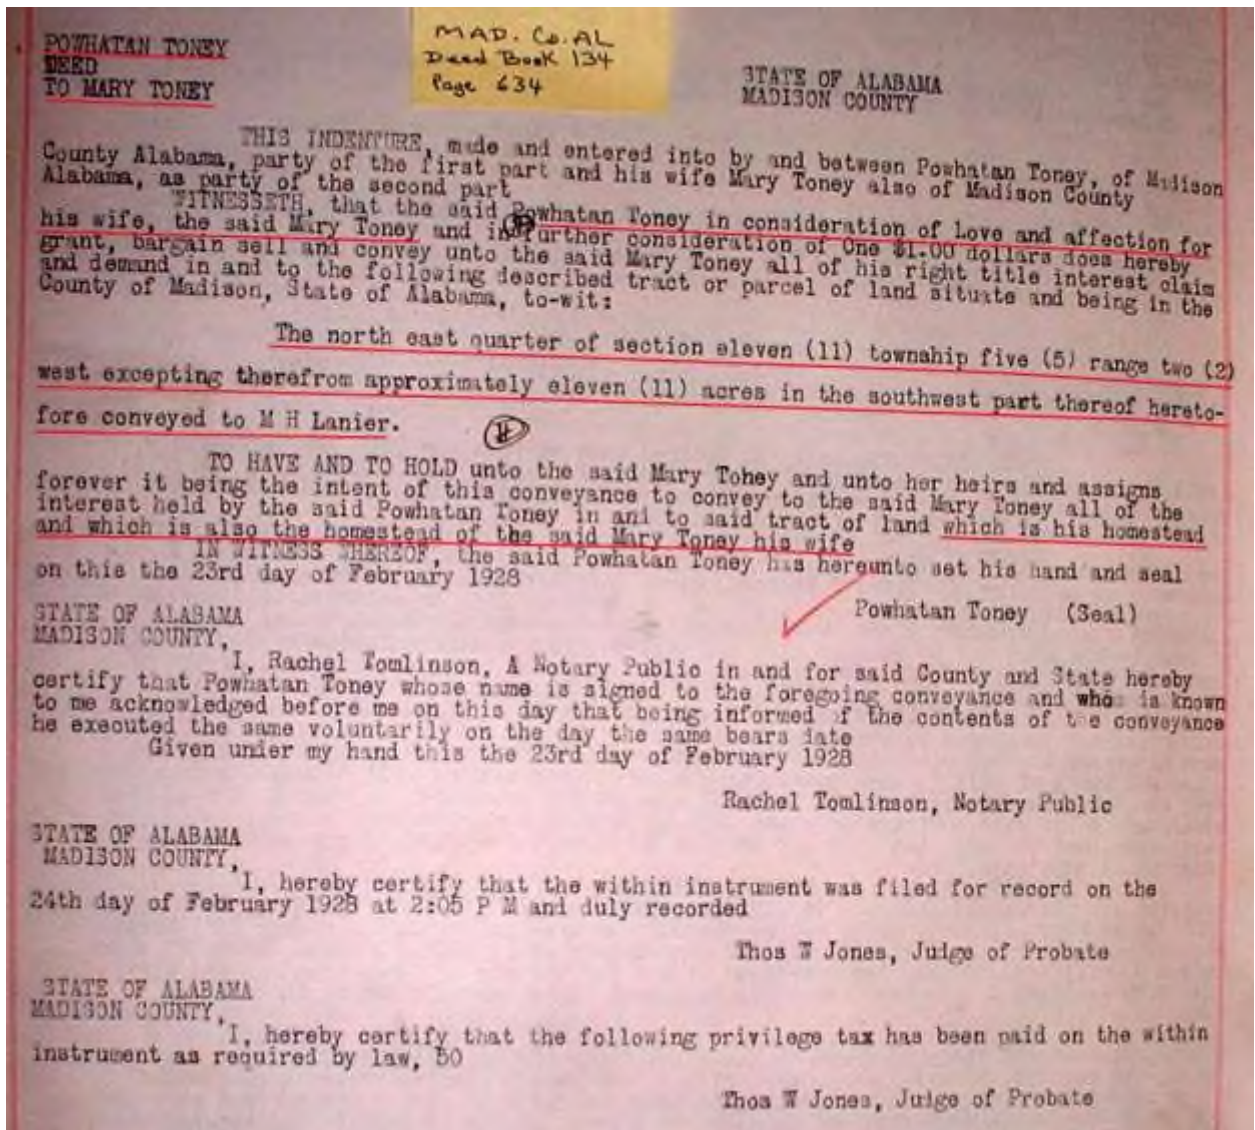 POWHATAN TONEY
DEED
TO MARY TONEY
MAD. Co. AL
Deed Book 134
Page 634
STATE OF ALABAMA
MADISON COUNTY
THIS INDENTURE, made and entered into by and between Powhatan Toney, of Madison
County Alabama, party of the first part and his wife Mary Toney also of Madison County
Alabama, as party of the second part
WITNESSETH, that the said Powhatan Toney in consideration of Love and affection for
his wife, the said Mary Toney and in further consideration of One $1.00 dollars does hereby
grant, bargain sell and convey unto the said Mary Toney all of his right title interest claim
and demand in and to the following described tract or parcel of land situate and being in the
County of Madison, State of Alabama, to-wit:
The north east quarter of section eleven (11) township five (5) range two (2)
west excepting therefrom approximately eleven (11) acres in the southwest part thereof hereto-
fore conveyed to M H Lanier.
TO HAVE AND TO HOLD unto the said Mary Tohey and unto her heirs and assigns
forever it being the intent of this conveyance to convey to the said Mary Toney all of the
interest held by the said Powhatan Toney in and to said tract of land which is his homestead
and which is also the homestead of the said Mary Toney his wife
IN WITNESS WHEREOF, the said Powhatan Toney has hereunto set his hand and seal
on this the 23rd day of February 1928
Powhatan Toney (Seal)
STATE OF ALABAMA
MADISON COUNTY,
I, Rachel Tomlinson, A Notary Public in and for said County and State hereby
certify that Powhatan Toney whose name is signed to the foregoing conveyance and who is known
to me acknowledged before me on this day that being informed of the contents of the conveyance
he executed the same voluntarily on the day the same bears date
Given under my hand this the 23rd day of February 1928
Rachel Tomlinson, Notary Public
STATE OF ALABAMA
MADISON COUNTY,
I, hereby certify that the within instrument was filed for record on the
24th day of February 1928 at 2:05 P M and duly recorded
Thos W Jones, Judge of Probate
STATE OF ALABAMA
MADISON COUNTY,
I, hereby certify that the following privilege tax has been paid on the within
instrument as required by law, 50
Thos W Jones, Judge of Probate